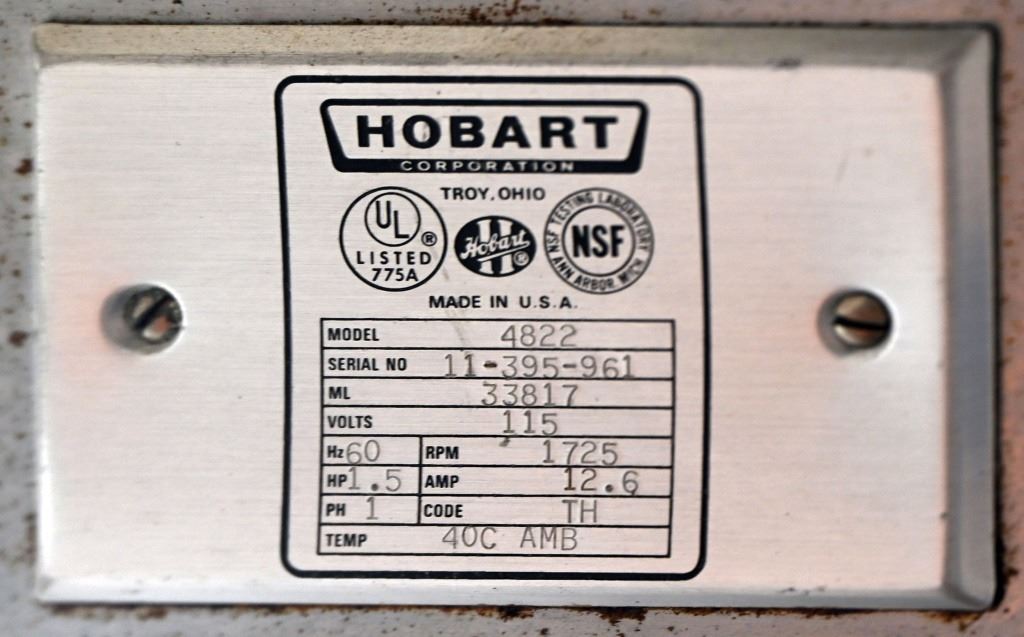 HOBART
CORPORATION
TROY, OHIO
UL ®
LISTED
775A
H
Hobart ®
NSF TESTING LABORATORY
NSF
ANN ARBOR, MICH.
MADE IN U.S.A.
MODEL 4822
SERIAL NO 11-395-961
ML 33817
VOLTS 115
Hz 60 RPM 1725
HP 1.5 AMP 12.6
PH 1 CODE TH
TEMP 40C AMB